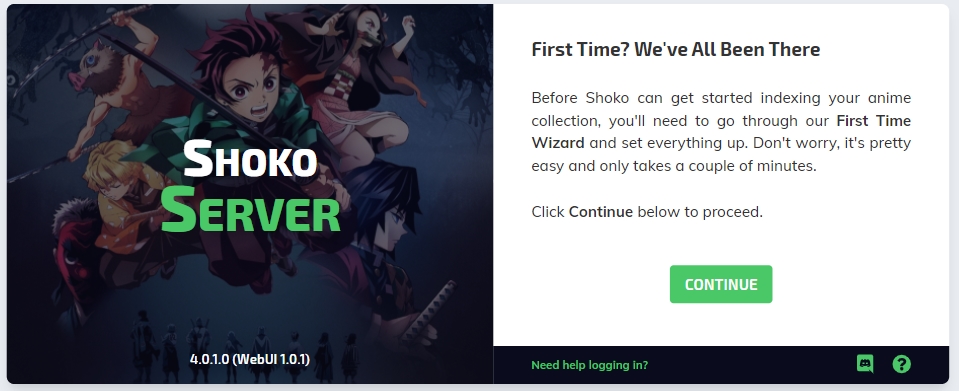 SHOKO
SERVER
4.0.1.0 (WebUI 1.0.1)
First Time? We've All Been There
Before Shoko can get started indexing your anime
collection, you'll need to go through our First Time
Wizard and set everything up. Don't worry, it's pretty
easy and only takes a couple of minutes.
Click Continue below to proceed.
CONTINUE
Need help logging in?